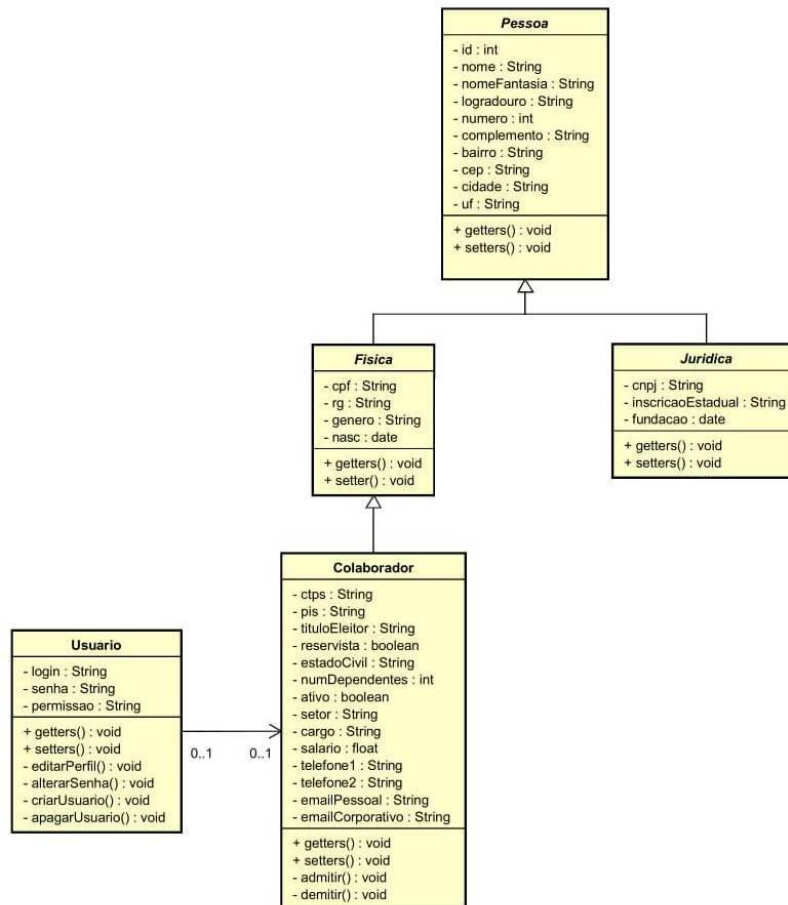 Pessoa
- id : int
- nome : String
- nomeFantasia : String
- logradouro : String
- numero : int
- complemento : String
- bairro : String
- cep : String
- cidade : String
- uf : String
+ getters() : void
+ setters() : void
Fisica
- cpf : String
- rg : String
- genero : String
- nasc : date
+ getters() : void
+ setter() : void
Juridica
- cnpj : String
- inscricaoEstadual : String
- fundacao : date
+ getters() : void
+ setters() : void
Usuario
- login : String
- senha : String
- permissao : String
+ getters() : void
+ setters() : void
- editarPerfil() : void
- alterarSenha() : void
- criarUsuario() : void
- apagarUsuario() : void
0..1
0..1
Colaborador
- ctps : String
- pis : String
- tituloEleitor : String
- reservista : boolean
- estadoCivil : String
- numDependentes : int
- ativo : boolean
- setor : String
- cargo : String
- salario : float
- telefone1 : String
- telefone2 : String
- emailPessoal : String
- emailCorporativo : String
+ getters() : void
+ setters() : void
- admitir() : void
- demitir() : void